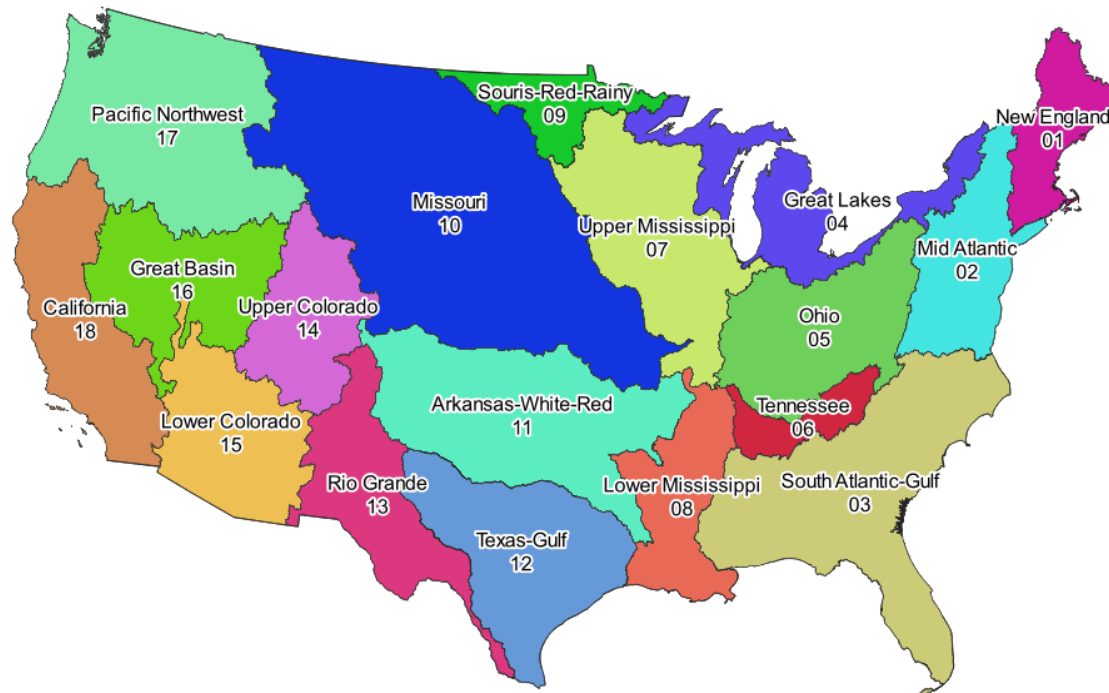 Souris-Red-Rainy
09
Pacific Northwest
17
New England
01
Missouri
10
Great Lakes
04
Upper Mississippi
07
Mid Atlantic
02
Great Basin
16
California
18
Upper Colorado
14
Ohio
05
Arkansas-White-Red
11
Tennessee
06
Lower Colorado
15
Rio Grande
13
Lower Mississippi
08
South Atlantic-Gulf
03
Texas-Gulf
12